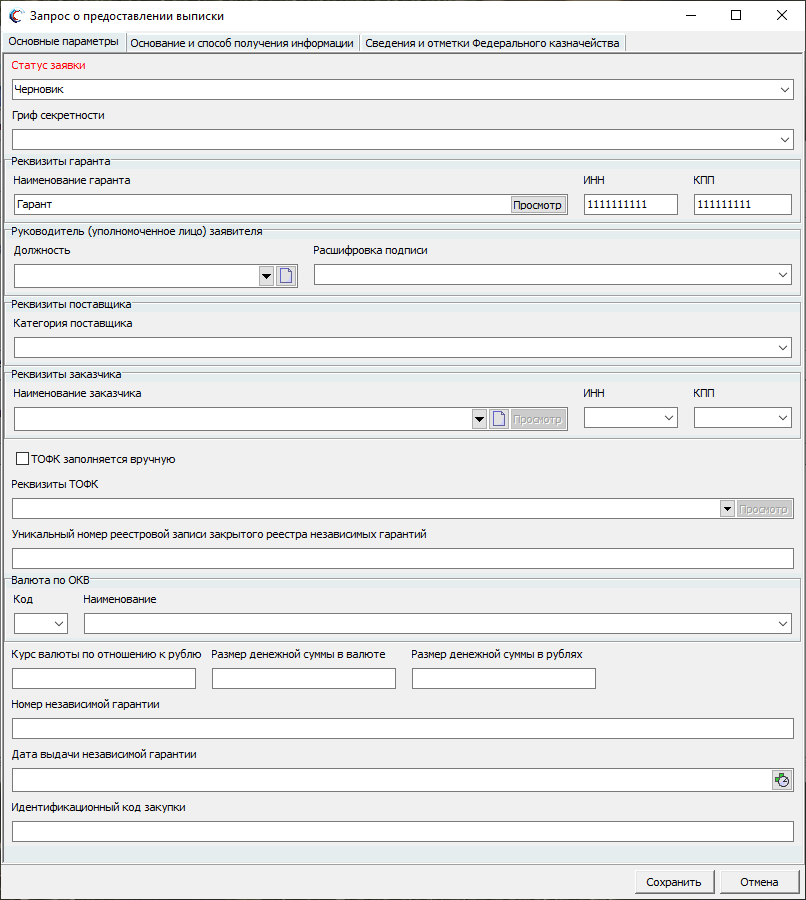 Запрос о предоставлении выписки
Основные параметры Основание и способ получения информации Сведения и отметки Федерального казначейства
Статус заявки
Черновик
Гриф секретности
Реквизиты гаранта
Наименование гаранта ИНН КПП
Гарант Просмотр 1111111111 111111111
Руководитель (уполномоченное лицо) заявителя
Должность Расшифровка подписи
Реквизиты поставщика
Категория поставщика
Реквизиты заказчика
Наименование заказчика ИНН КПП
Просмотр
ТОФК заполняется вручную
Реквизиты ТОФК
Просмотр
Уникальный номер реестровой записи закрытого реестра независимых гарантий
Валюта по ОКВ
Код Наименование
Курс валюты по отношению к рублю Размер денежной суммы в валюте Размер денежной суммы в рублях
Номер независимой гарантии
Дата выдачи независимой гарантии
Идентификационный код закупки
Сохранить Отмена